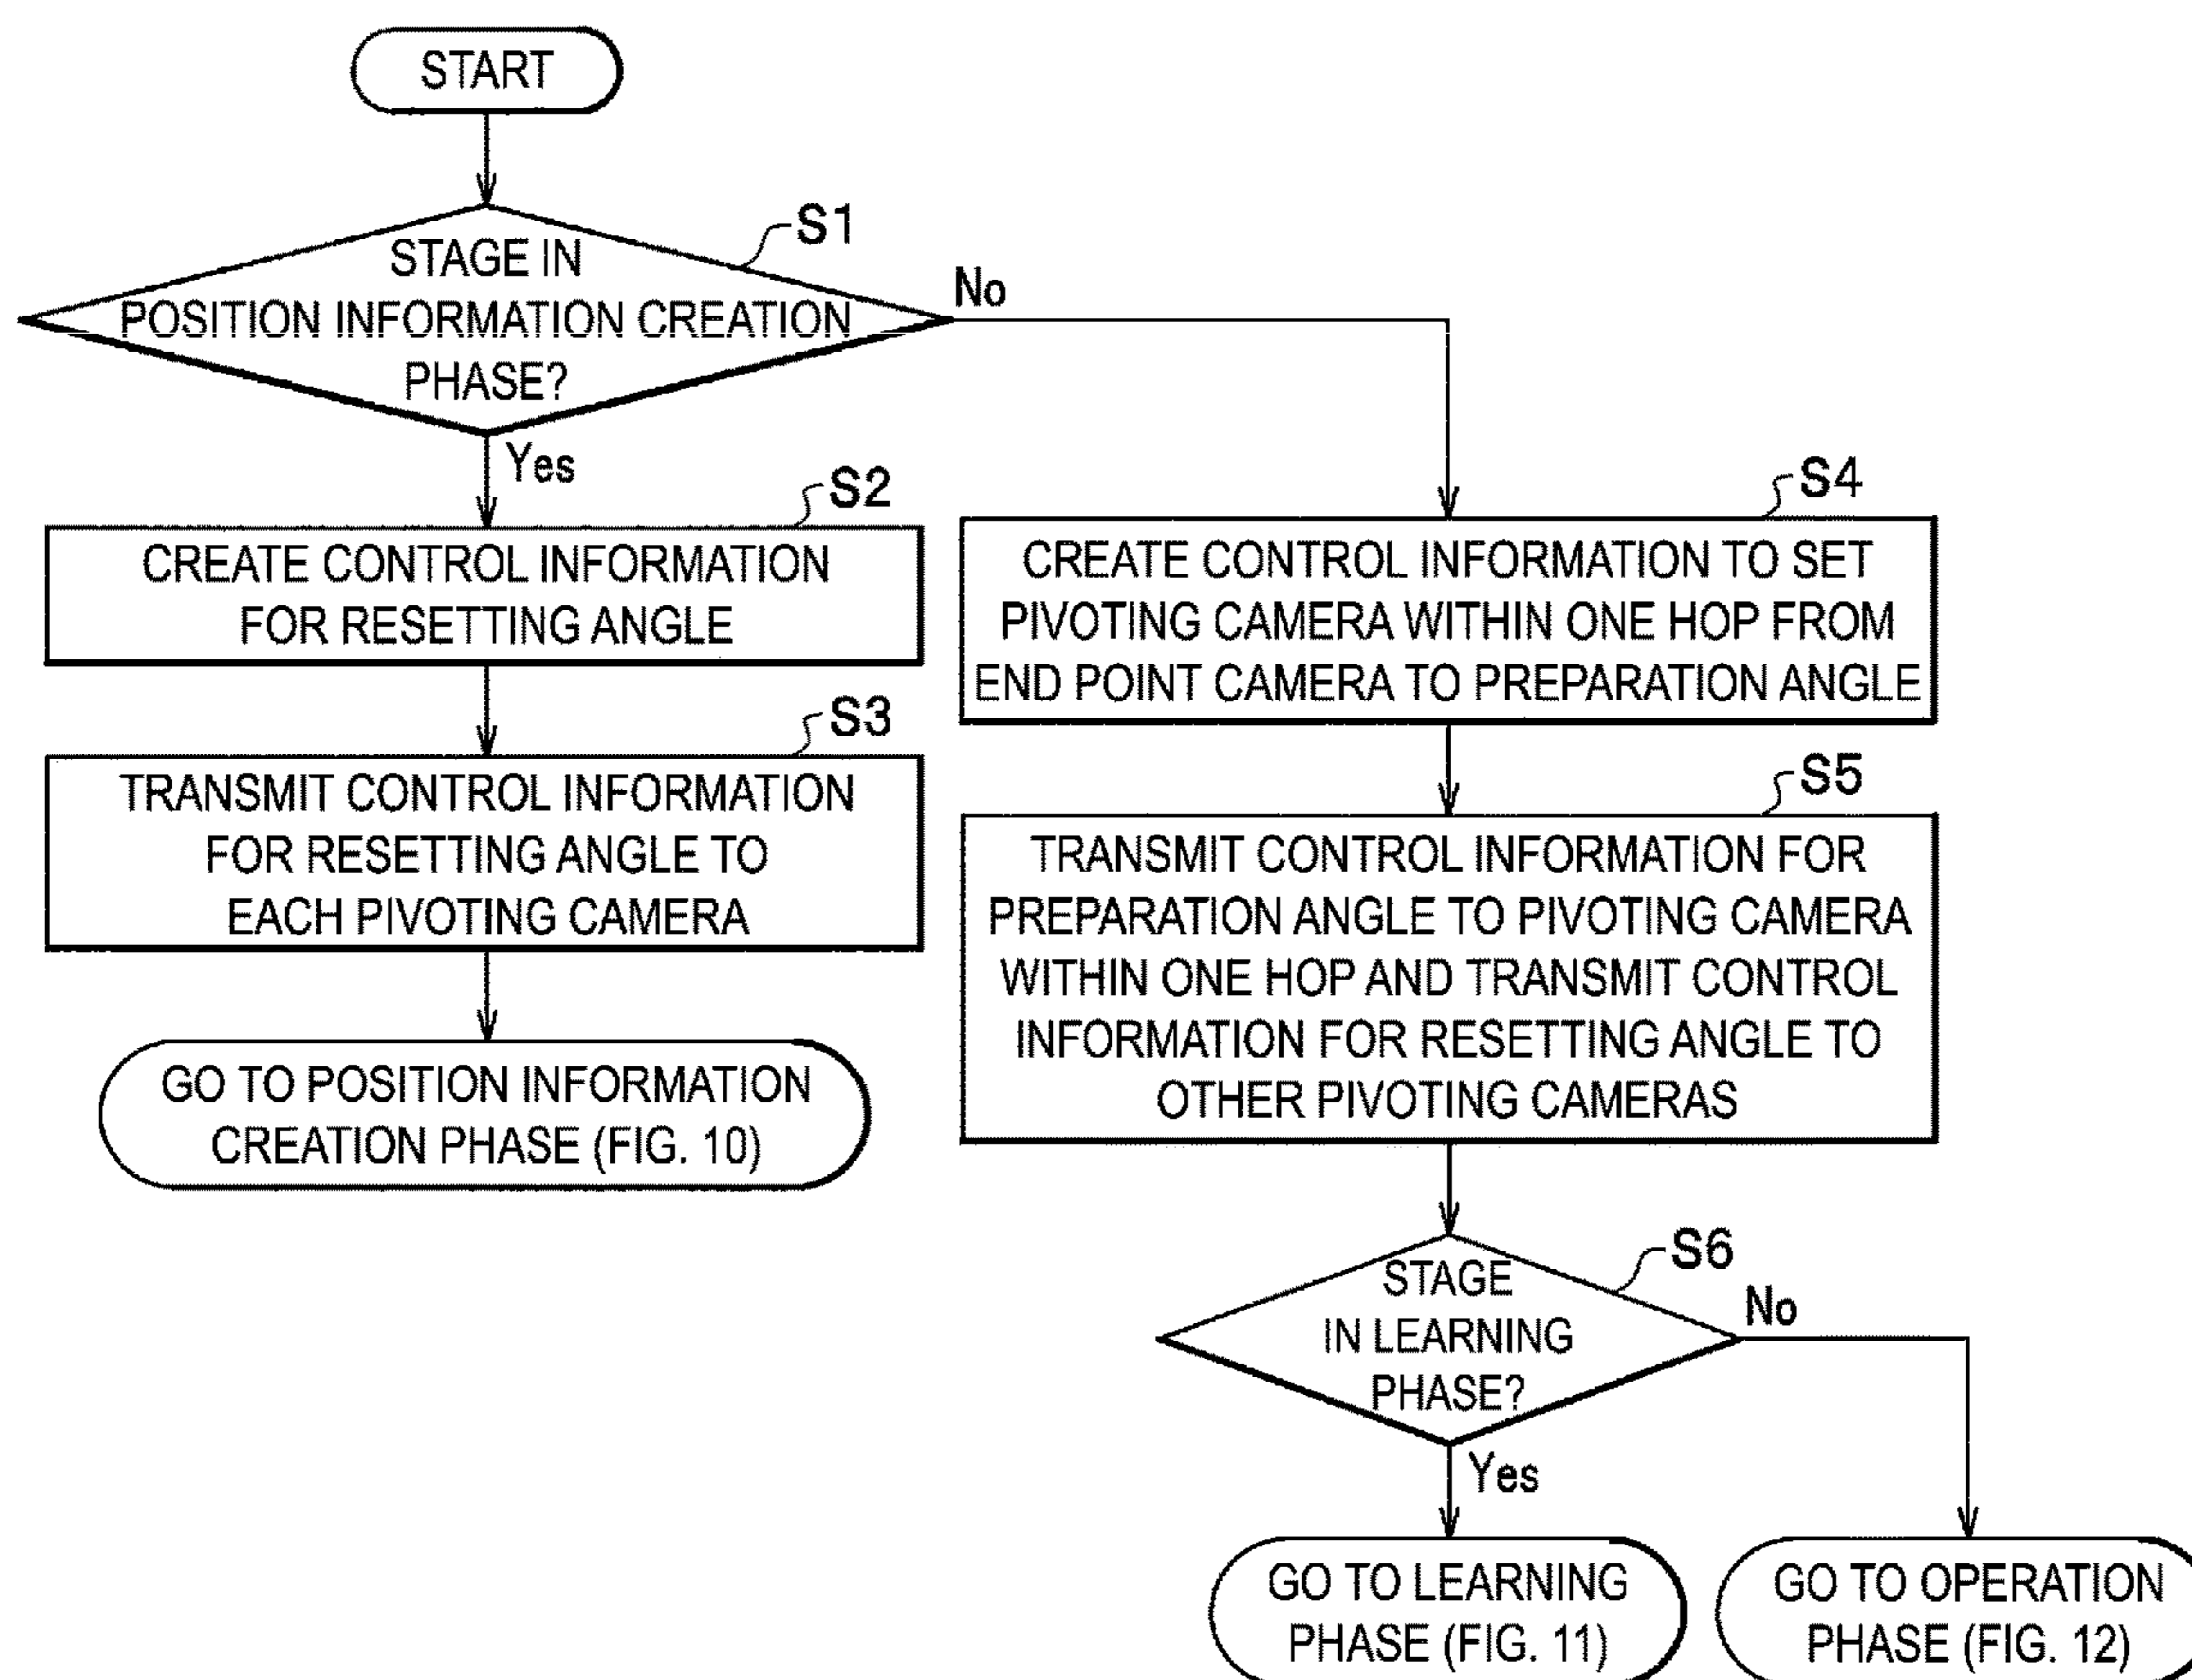 START
S1
STAGE IN
POSITION INFORMATION CREATION
PHASE?
No
Yes
S2
CREATE CONTROL INFORMATION
FOR RESETTING ANGLE
S3
TRANSMIT CONTROL INFORMATION
FOR RESETTING ANGLE TO
EACH PIVOTING CAMERA
GO TO POSITION INFORMATION
CREATION PHASE (FIG. 10)
S4
CREATE CONTROL INFORMATION TO SET
PIVOTING CAMERA WITHIN ONE HOP FROM
END POINT CAMERA TO PREPARATION ANGLE
S5
TRANSMIT CONTROL INFORMATION FOR
PREPARATION ANGLE TO PIVOTING CAMERA
WITHIN ONE HOP AND TRANSMIT CONTROL
INFORMATION FOR RESETTING ANGLE TO
OTHER PIVOTING CAMERAS
S6
STAGE
IN LEARNING
PHASE?
No
Yes
GO TO LEARNING
PHASE (FIG. 11)
GO TO OPERATION
PHASE (FIG. 12)